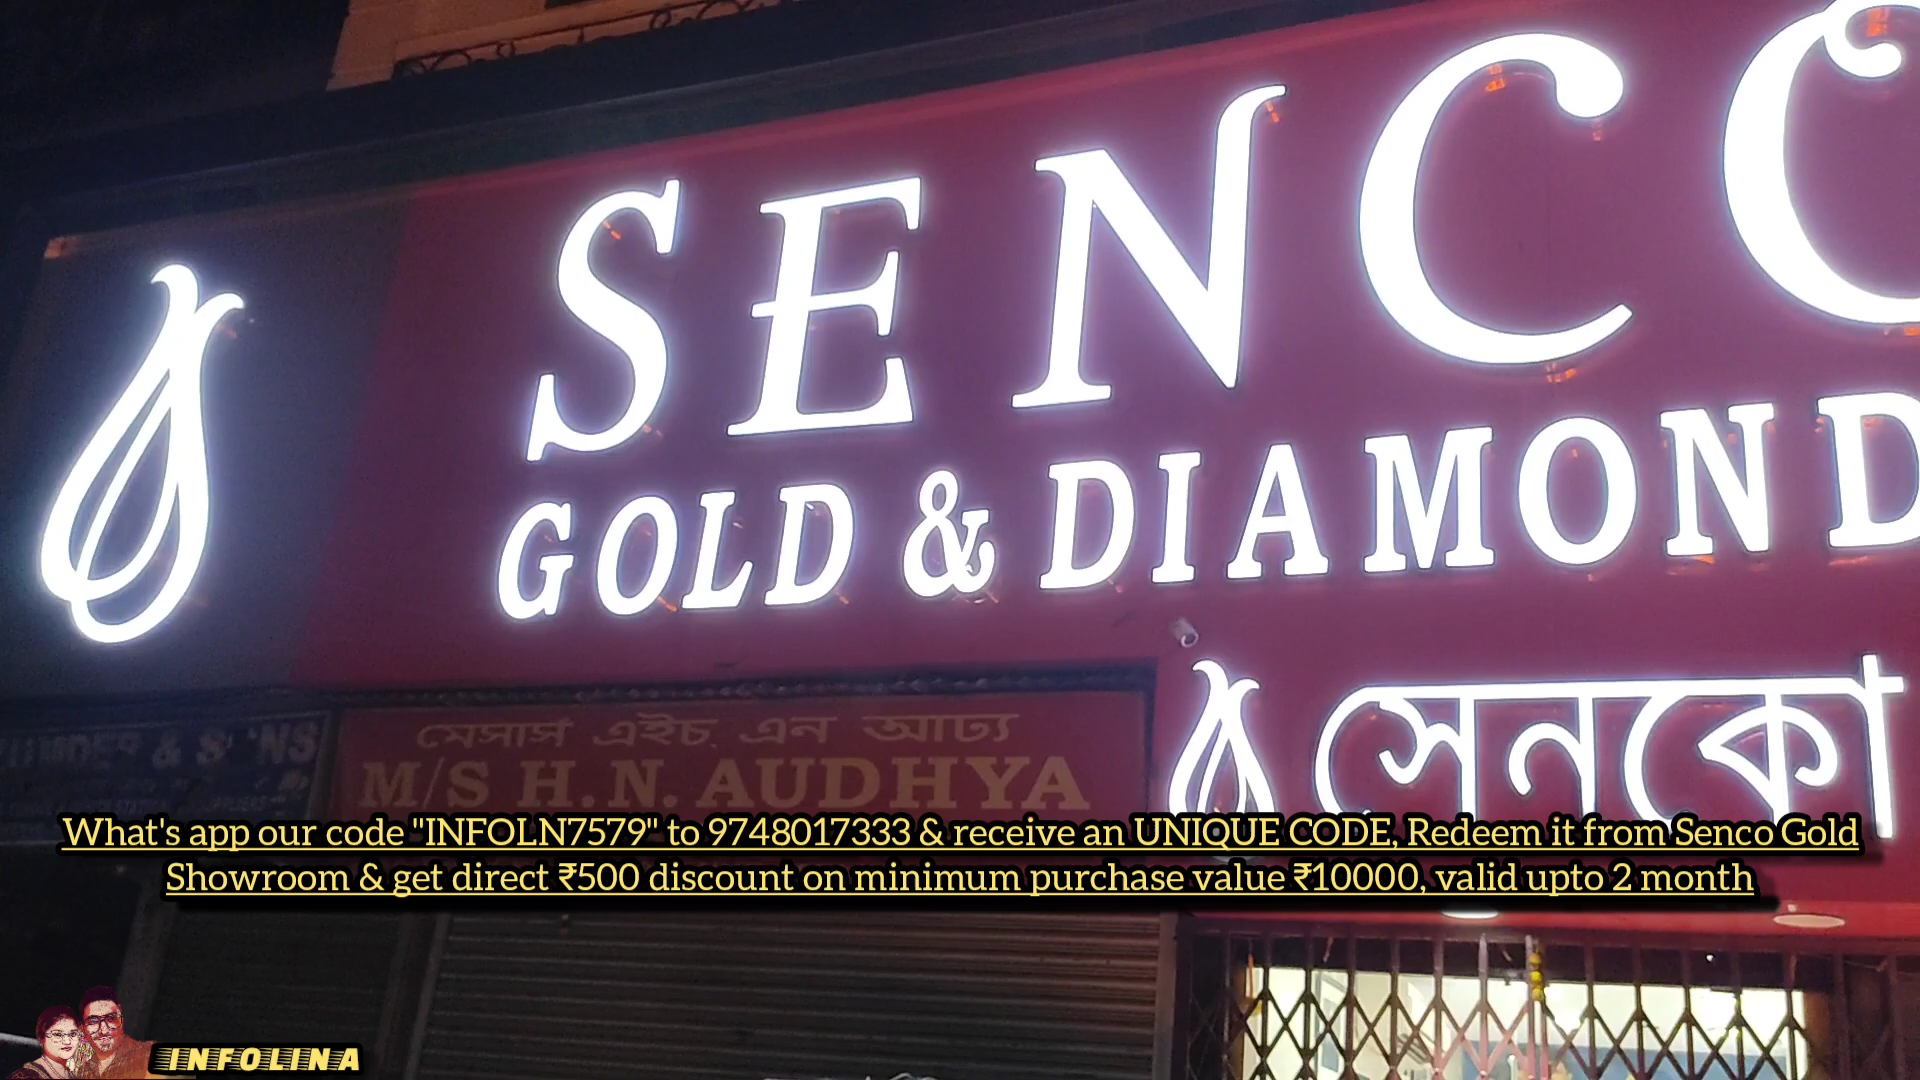 SENCO
GOLD & DIAMOND
সেনকো
মেসার্স এইচ এন আঢ্য
M/S H. N. AUDHYA
What's app our code "INFOLN7579" to 9748017333 & receive an UNIQUE CODE, Redeem it from Senco Gold
Showroom & get direct ₹500 discount on minimum purchase value ₹10000, valid upto 2 month
INFOLINA